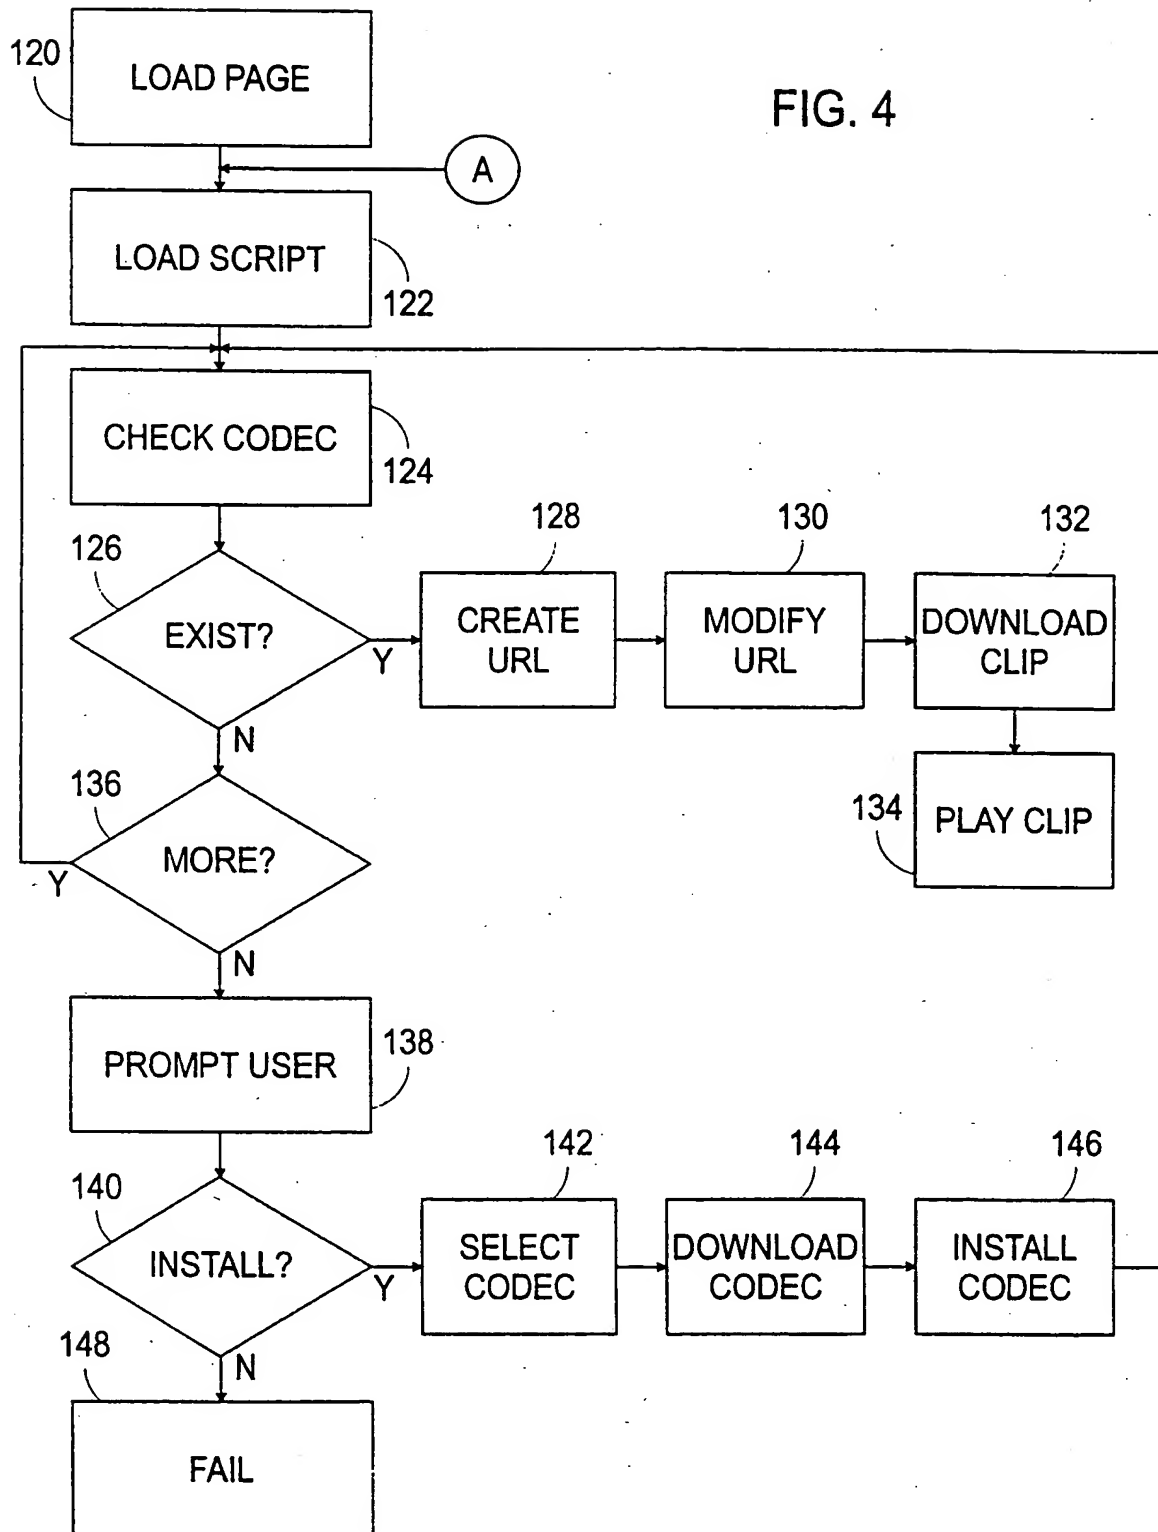 FIG. 4
120
LOAD PAGE
A
LOAD SCRIPT
122
CHECK CODEC
124
126
EXIST?
Y
N
128
CREATE
URL
130
MODIFY
URL
132
DOWNLOAD
CLIP
134
PLAY CLIP
136
MORE?
Y
N
PROMPT USER
138
140
INSTALL?
Y
N
142
SELECT
CODEC
144
DOWNLOAD
CODEC
146
INSTALL
CODEC
148
FAIL